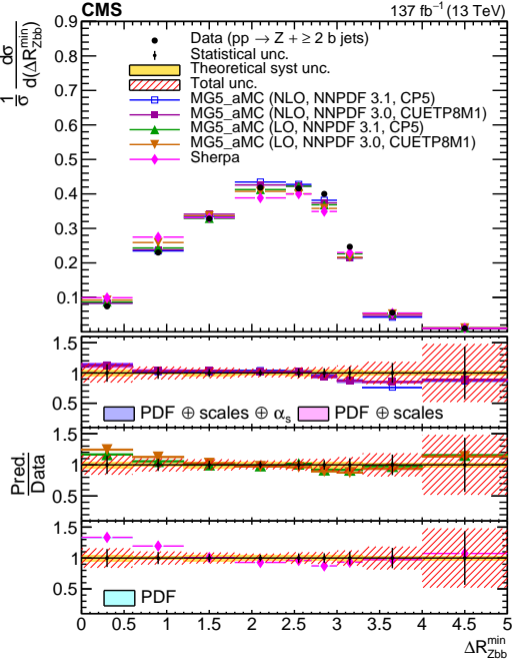 CMS 137 fb⁻¹ (13 TeV)
1/σ dσ/d(ΔR_Zbb^min)
0.9
0.8
0.7
0.6
0.5
0.4
0.3
0.2
0.1
Data (pp → Z + ≥ 2 b jets)
Statistical unc.
Theoretical syst unc.
Total unc.
MG5_aMC (NLO, NNPDF 3.1, CP5)
MG5_aMC (NLO, NNPDF 3.0, CUETP8M1)
MG5_aMC (LO, NNPDF 3.1, CP5)
MG5_aMC (LO, NNPDF 3.0, CUETP8M1)
Sherpa
1.5
1
0.5
PDF ⊕ scales ⊕ α_s PDF ⊕ scales
Pred./Data
1.5
1
0.5
1.5
1
0.5
PDF
0 0.5 1 1.5 2 2.5 3 3.5 4 4.5 5
ΔR_Zbb^min